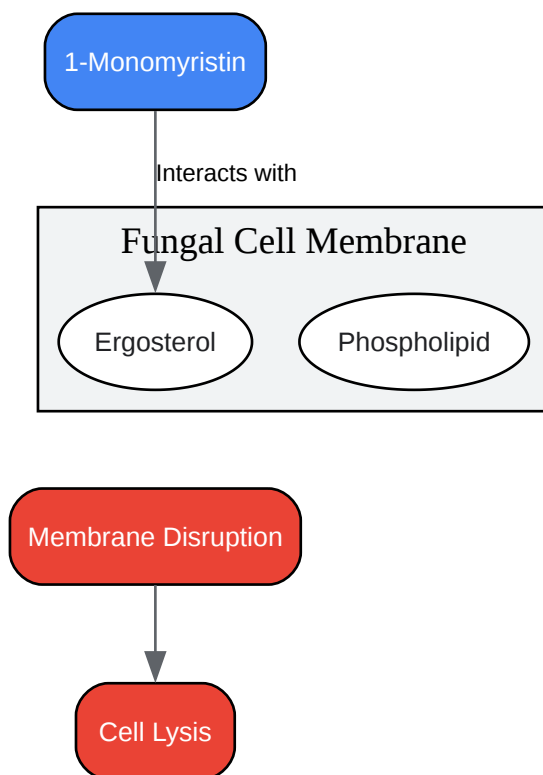 1-Monomyristin
Interacts with
Fungal Cell Membrane
Ergosterol
Phospholipid
Membrane Disruption
Cell Lysis